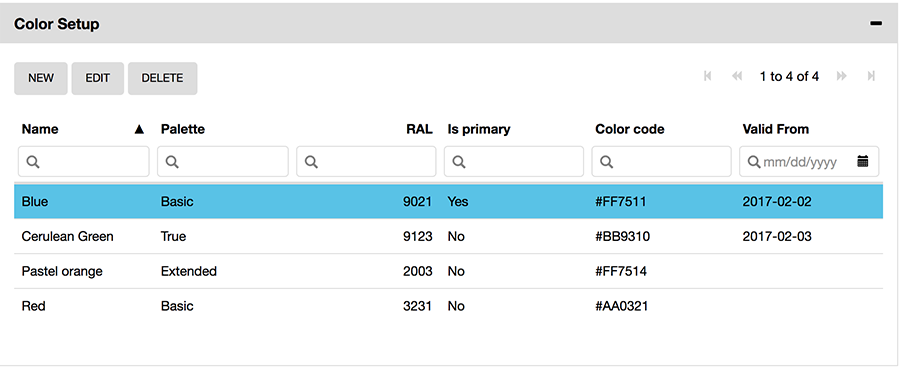 Color Setup
NEW EDIT DELETE 1 to 4 of 4
Name Palette RAL Is primary Color code Valid From
mm/dd/yyyy
Blue Basic 9021 Yes #FF7511 2017-02-02
Cerulean Green True 9123 No #BB9310 2017-02-03
Pastel orange Extended 2003 No #FF7514
Red Basic 3231 No #AA0321